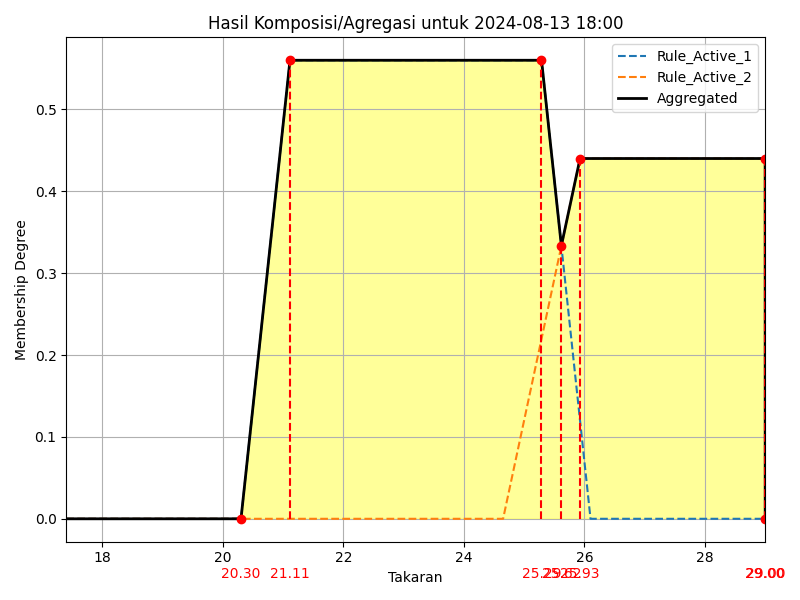 Hasil Komposisi/Agregasi untuk 2024-08-13 18:00
Rule_Active_1
Rule_Active_2
Aggregated
Membership Degree
0.5
0.4
0.3
0.2
0.1
0.0
18 20 22 24 26 28
20.30 21.11 29.00
Takaran